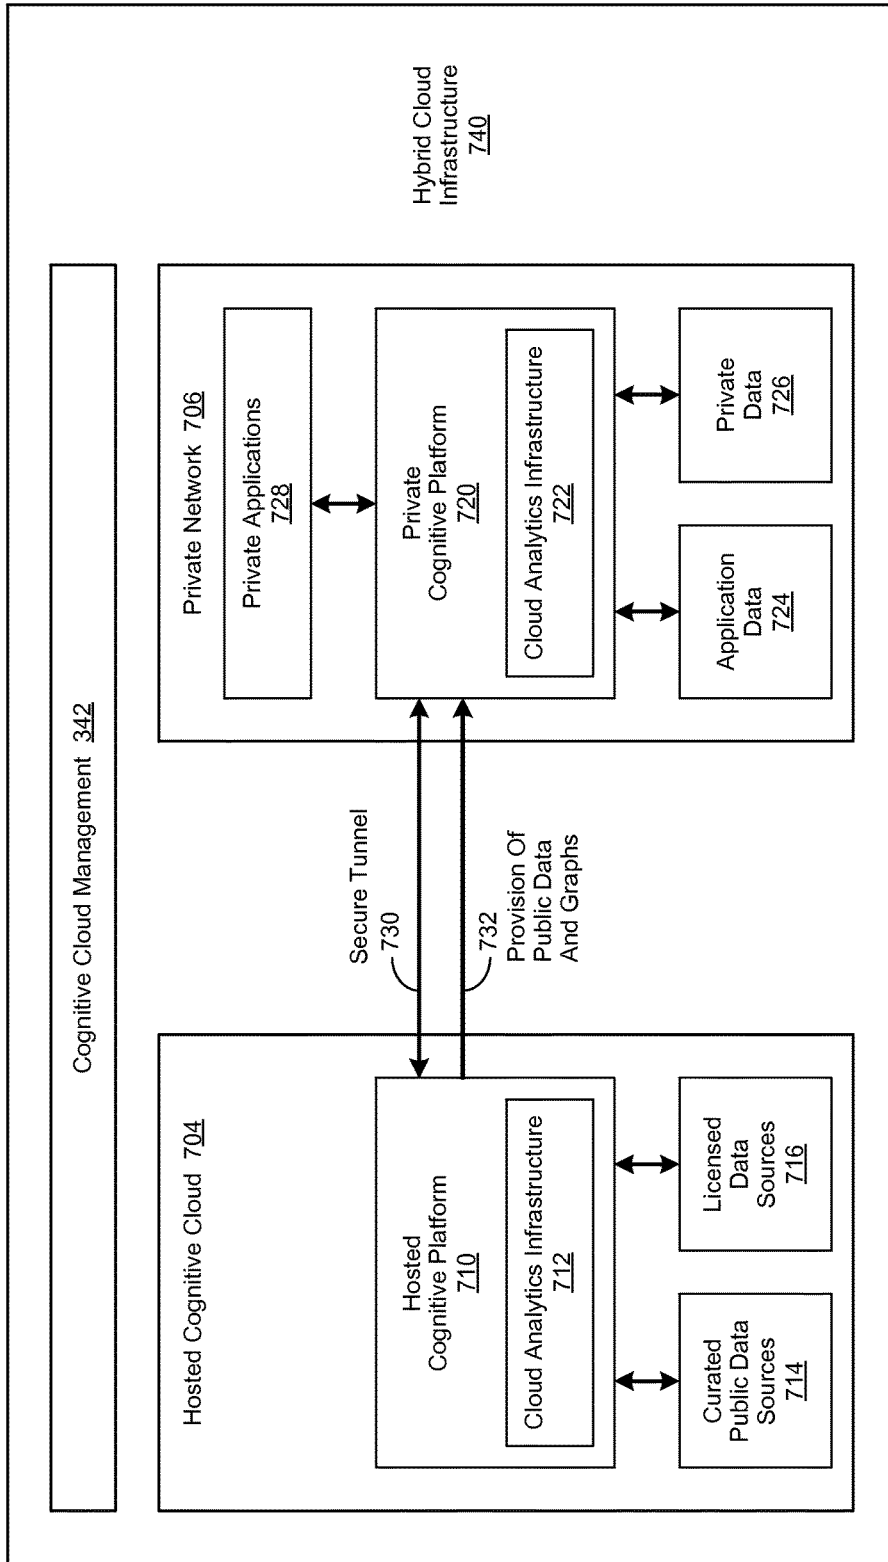 Cognitive Cloud Management 342
Hosted Cognitive Cloud 704
Hosted
Cognitive Platform
710
Cloud Analytics Infrastructure
712
Curated
Public Data
Sources
714
Licensed
Data
Sources
716
Secure Tunnel
730
732
Provision Of
Public Data
And Graphs
Private Network 706
Private Applications
728
Private
Cognitive Platform
720
Cloud Analytics Infrastructure
722
Application
Data
724
Private
Data
726
Hybrid Cloud
Infrastructure
740